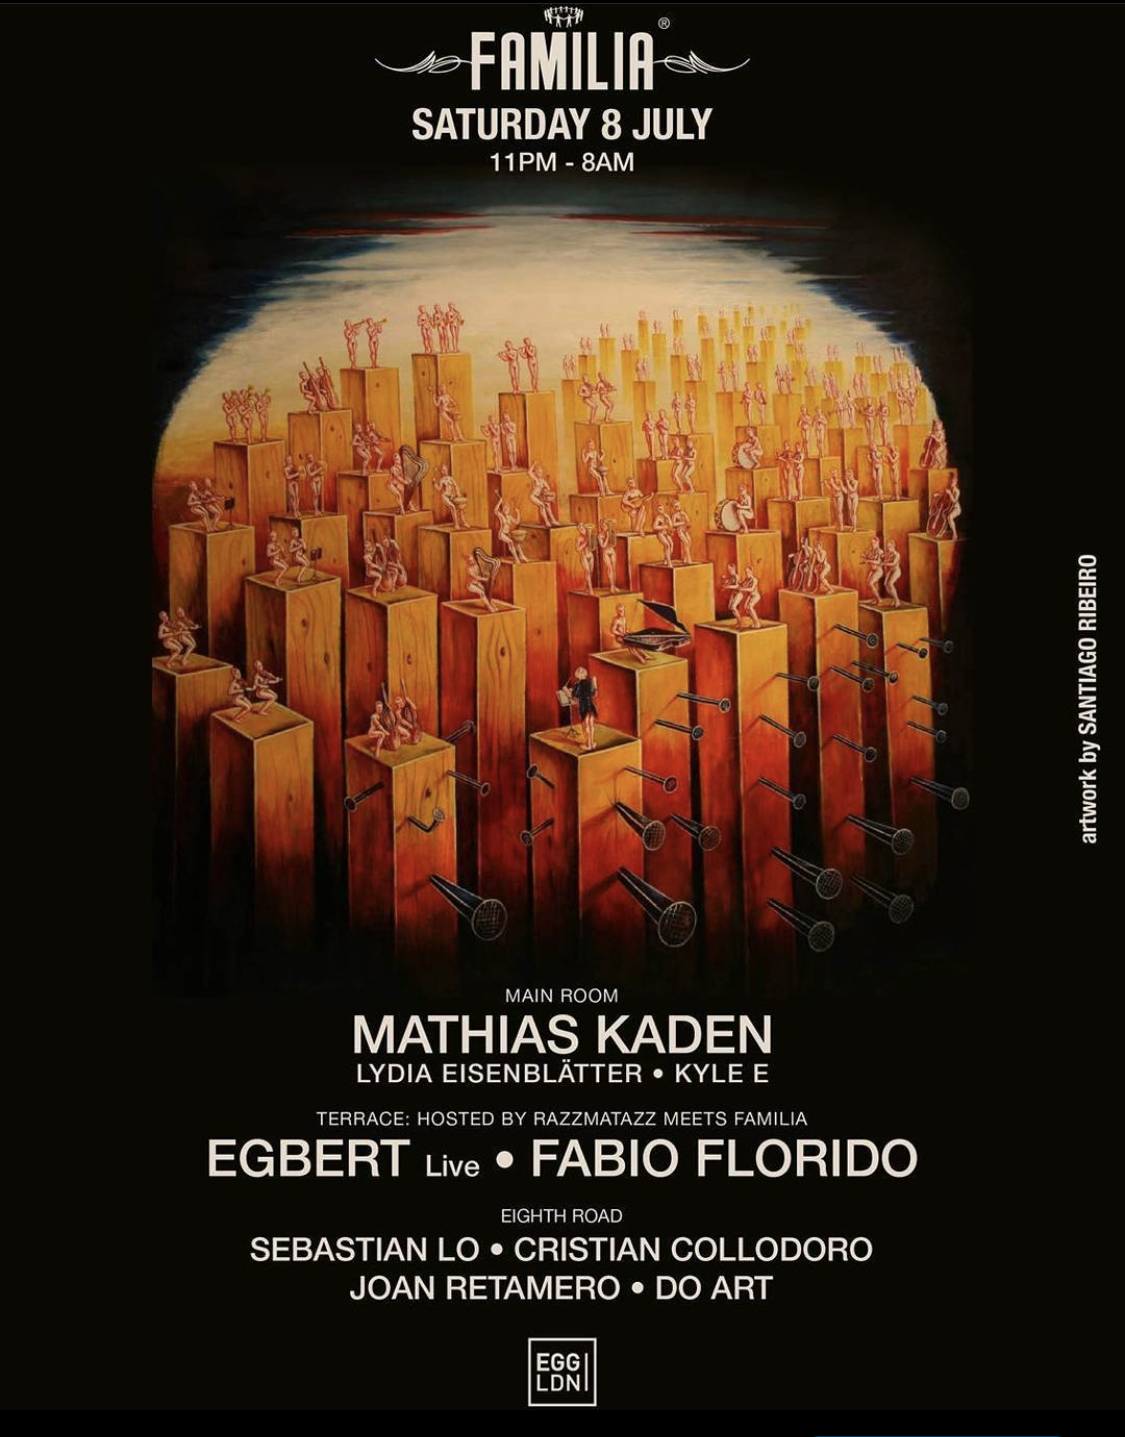 FAMILIA®
SATURDAY 8 JULY
11PM - 8AM
artwork by SANTIAGO RIBEIRO
MAIN ROOM
MATHIAS KADEN
LYDIA EISENBLÄTTER • KYLE E
TERRACE: HOSTED BY RAZZMATAZZ MEETS FAMILIA
EGBERT Live • FABIO FLORIDO
EIGHTH ROAD
SEBASTIAN LO • CRISTIAN COLLODORO
JOAN RETAMERO • DO ART
EGG
LDN